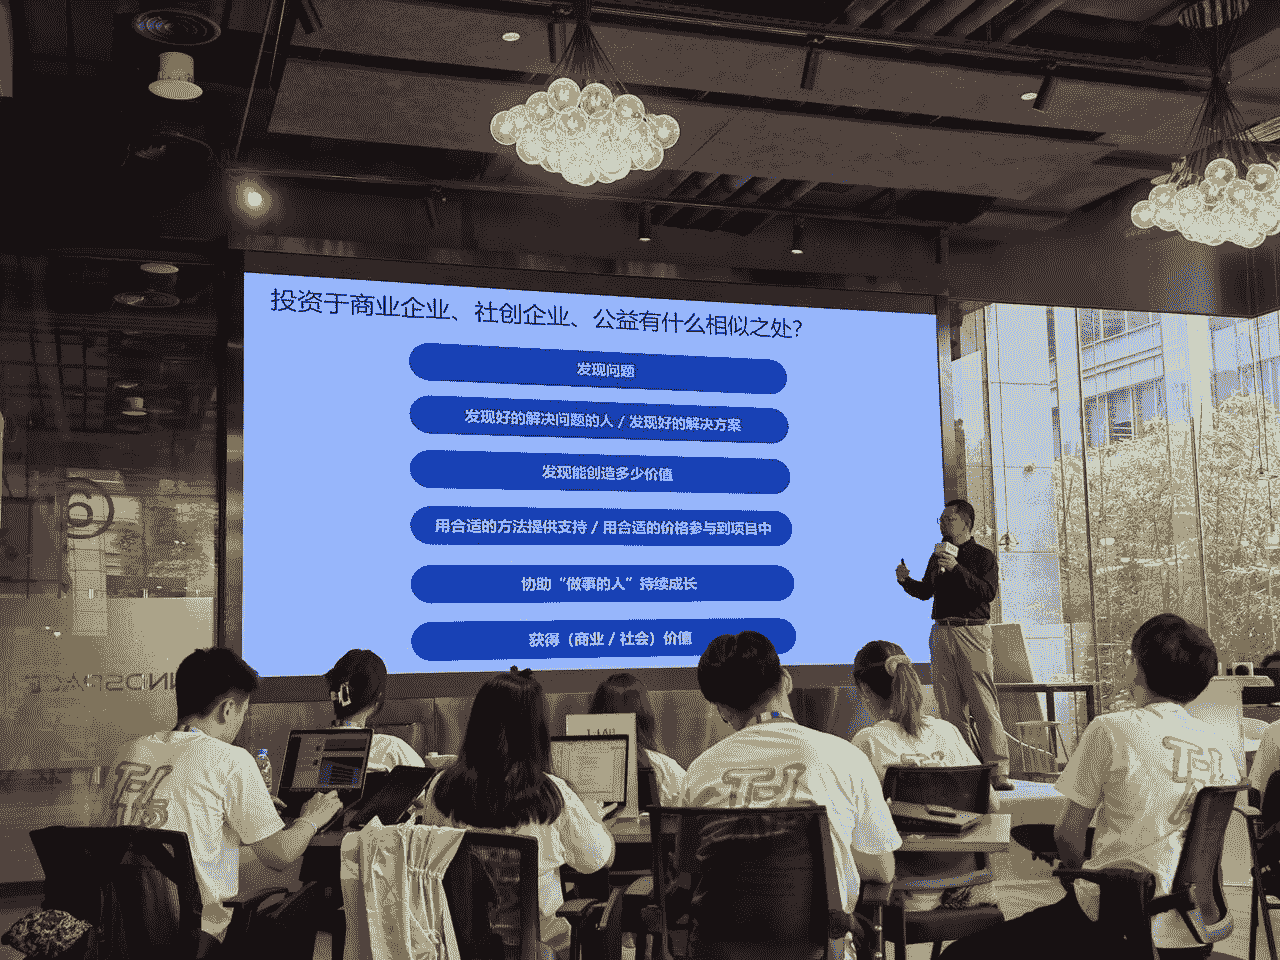 投资于商业企业、社创企业、公益有什么相似之处?
发现问题
发现好的解决问题的人 / 发现好的解决方案
发现能创造多少价值
用合适的方法提供支持 / 用合适的价格参与到项目中
协助“做事的人”持续成长
获得（商业 / 社会）价值